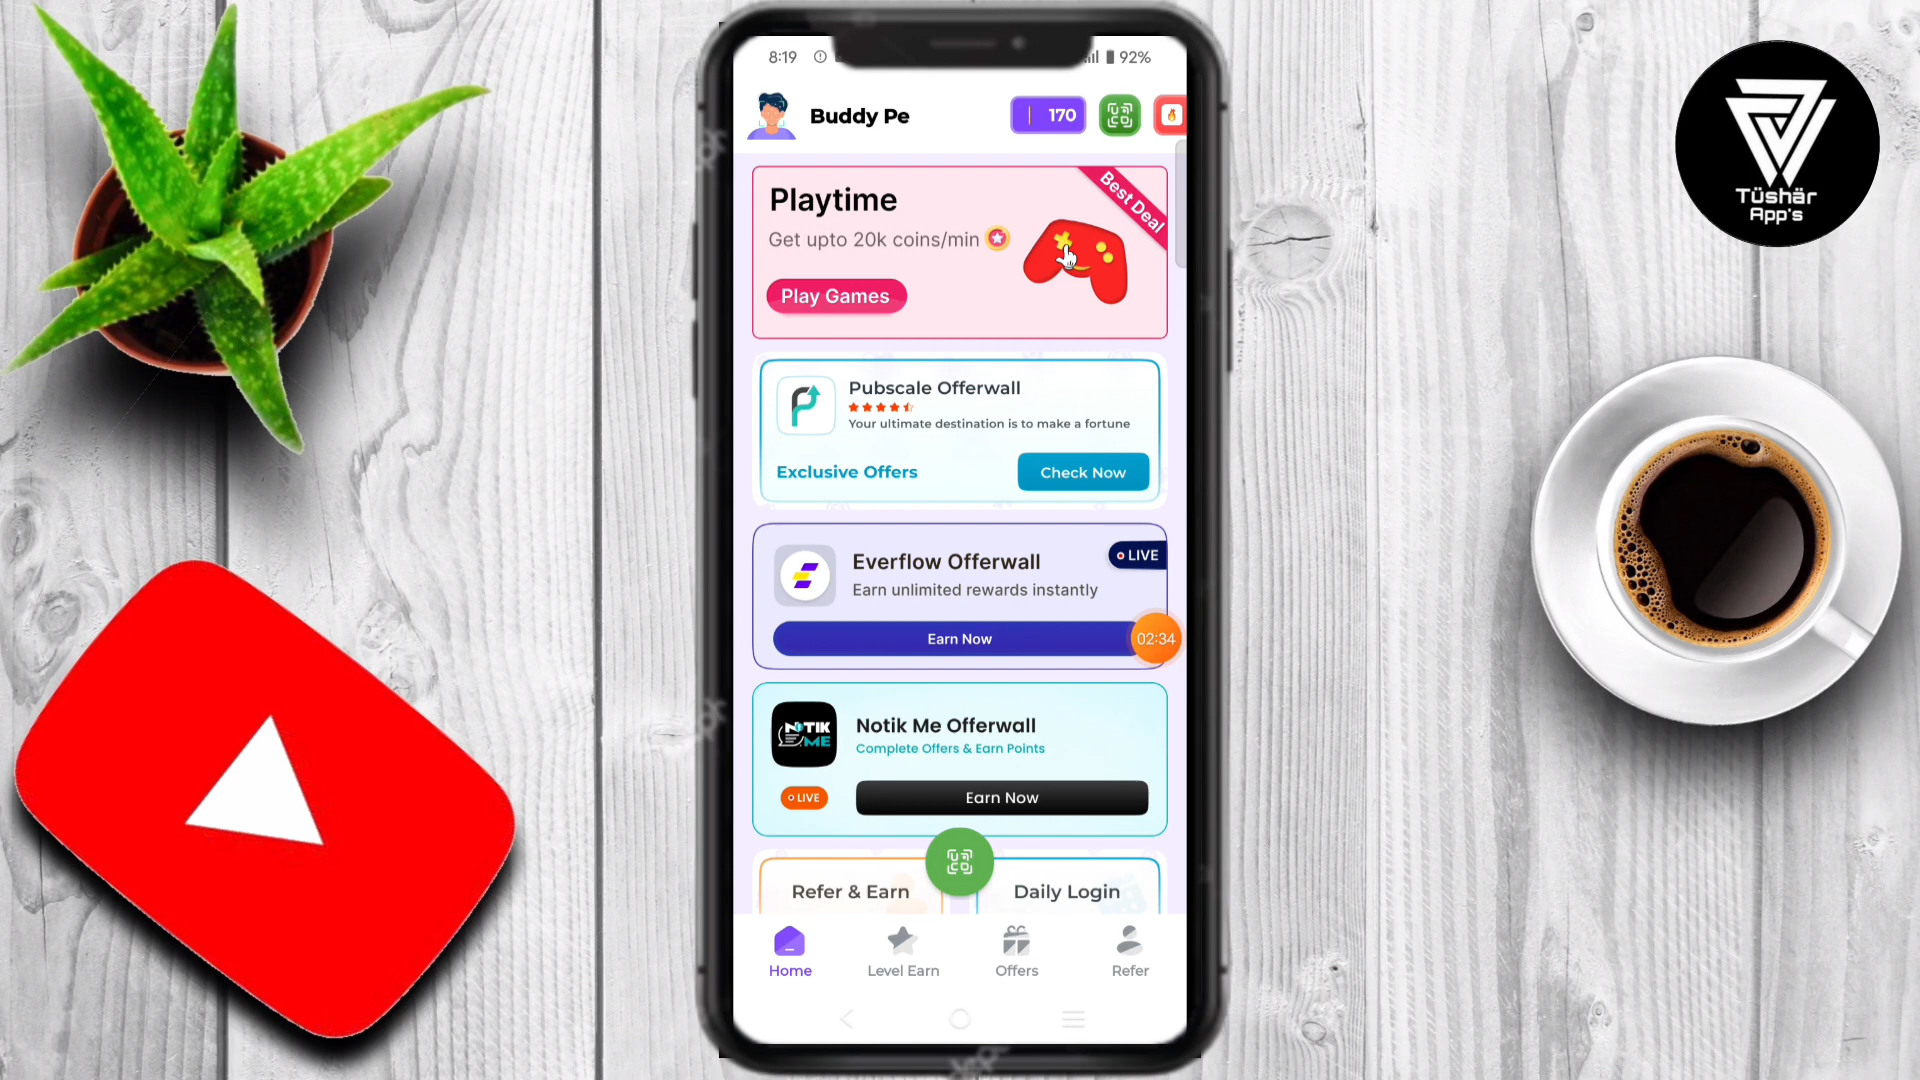 8:19
92%
Buddy Pe
170
Playtime
Best Deal
Get upto 20k coins/min
Play Games
Pubscale Offerwall
Your ultimate destination is to make a fortune
Exclusive Offers
Check Now
Everflow Offerwall
LIVE
Earn unlimited rewards instantly
Earn Now
02:34
NOTIK
ME
Notik Me Offerwall
Complete Offers & Earn Points
LIVE
Earn Now
Refer & Earn
Daily Login
Home
Level Earn
Offers
Refer
Tüshär
App's